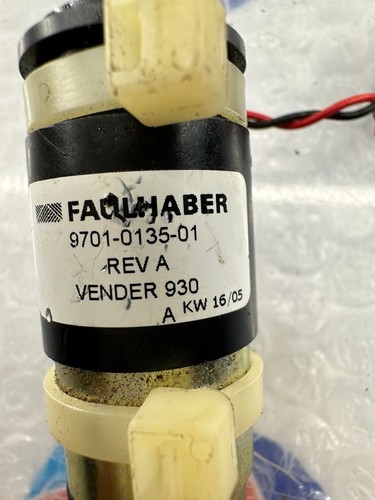 FAULHABER
9701-0135-01
REV A
VENDER 930
A KW 16/05